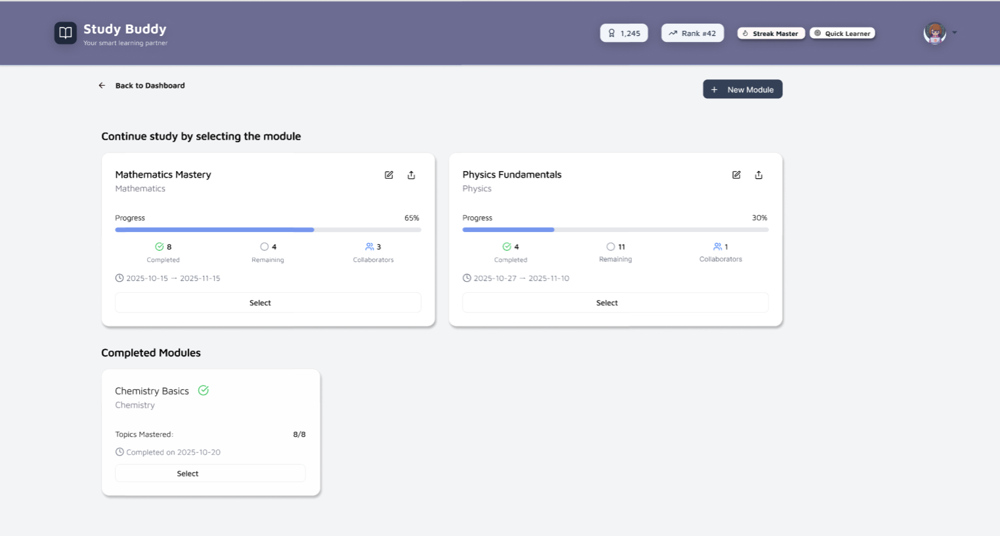 Study Buddy
Your smart learning partner
1,245
Rank #42
Streak Master
Quick Learner
← Back to Dashboard
+ New Module
Continue study by selecting the module
Mathematics Mastery
Mathematics
Progress 65%
8 4 3
Completed Remaining Collaborators
2025-10-15 → 2025-11-15
Select
Physics Fundamentals
Physics
Progress 30%
4 11 1
Completed Remaining Collaborators
2025-10-27 → 2025-11-10
Select
Completed Modules
Chemistry Basics
Chemistry
Topics Mastered: 8/8
Completed on 2025-10-20
Select